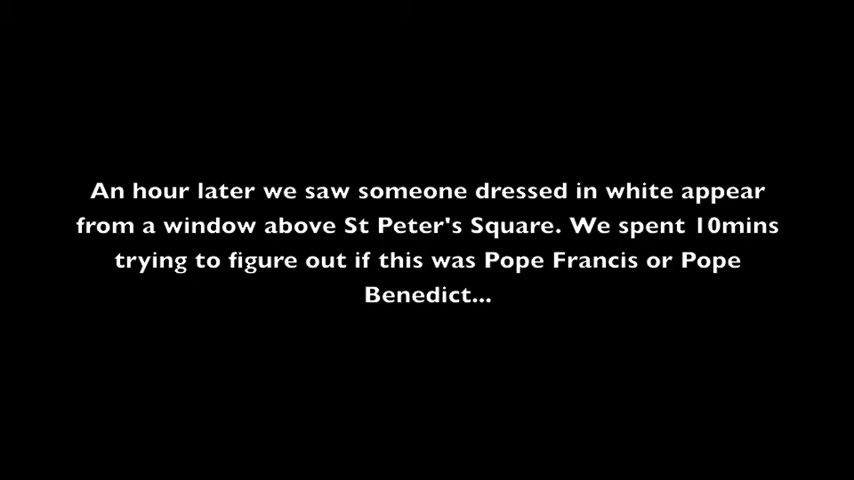 An hour later we saw someone dressed in white appear
from a window above St Peter's Square. We spent 10mins
trying to figure out if this was Pope Francis or Pope
Benedict...